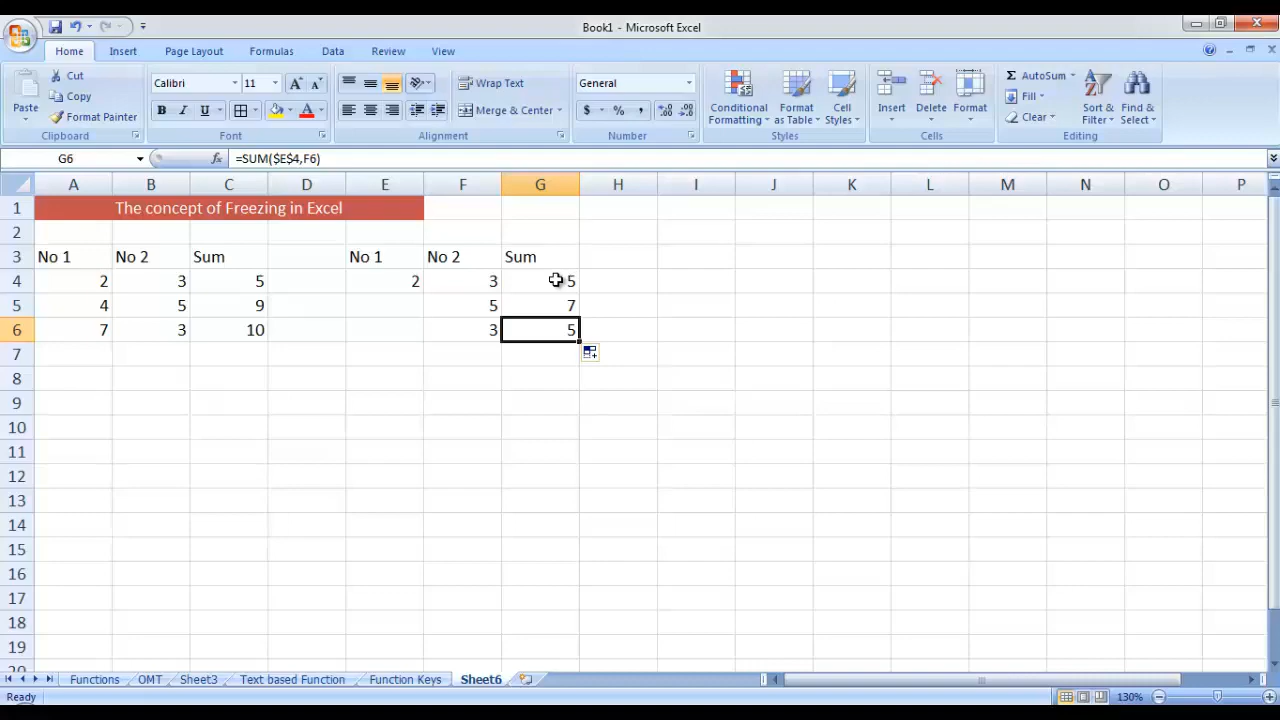 Book1 - Microsoft Excel
Home Insert Page Layout Formulas Data Review View
Paste Cut Copy Format Painter Clipboard
Calibri 11 B I U A A A Font
Wrap Text Merge & Center Alignment
General $ % , .0 .00 .00 .0 Number
Conditional Formatting Format as Table Cell Styles Styles
Insert Delete Format Cells
Σ AutoSum Fill Clear Sort & Filter Find & Select Editing
G6 fx =SUM($E$4,F6)
A B C D E F G H I J K L M N O P
1 The concept of Freezing in Excel
2
3 No 1 No 2 Sum No 1 No 2 Sum
4 2 3 5 2 3 5
5 4 5 9 5 7
6 7 3 10 3 5
7
8
9
10
11
12
13
14
15
16
17
18
19
20
Functions OMT Sheet3 Text based Function Function Keys Sheet6
Ready 130%